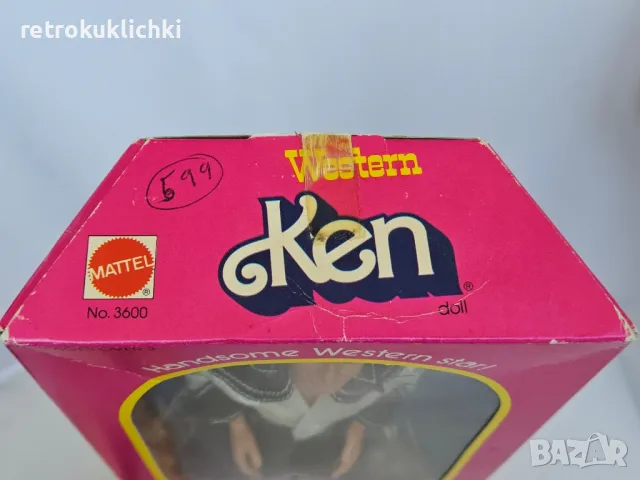 retrokuklichki
599
Western
Ken®
doll
MATTEL®
No. 3600
Handsome Western star!
BAZAR